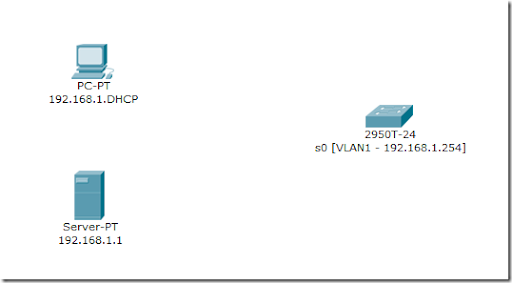 PC-PT
192.168.1.DHCP
2950T-24
s0 [VLAN1 - 192.168.1.254]
Server-PT
192.168.1.1